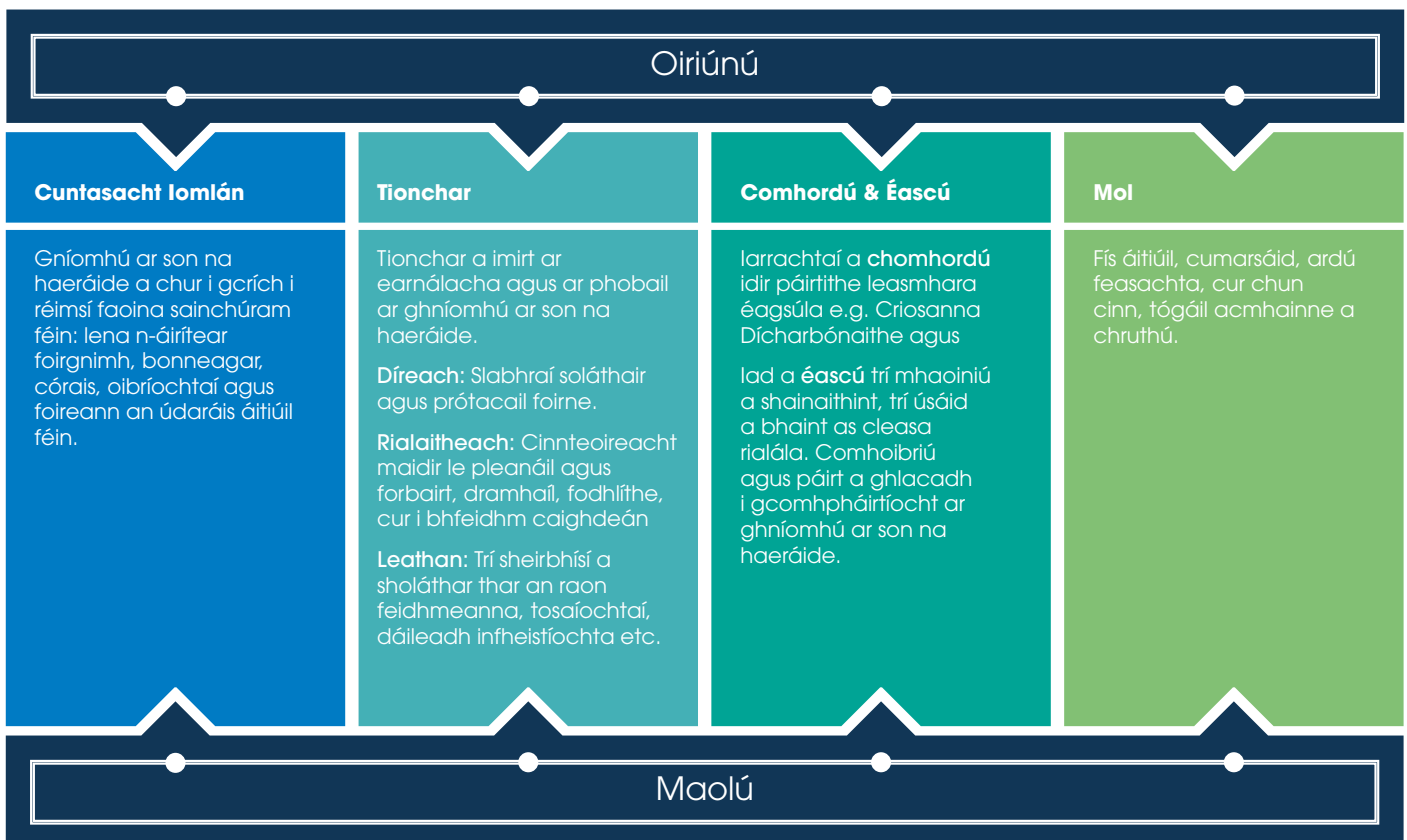 Oiriúnú
Cuntasacht Iomlán
Gníomhú ar son na
haeráide a chur i gcrích i
réimsí faoina sainchúram
féin: lena n-áirítear
foirgnimh, bonneagar,
córais, oibríochtaí agus
foireann an údaráis áitiúil
féin.
Tionchar
Tionchar a imirt ar
earnálacha agus ar phobail
ar ghníomhú ar son na
haeráide.
Díreach: Slabhraí soláthair
agus prótacail foirne.
Rialaitheach: Cinnteoireacht
maidir le pleanáil agus
forbairt, dramhaíl, fodhlíthe,
cur i bhfeidhm caighdeán
Leathan: Trí sheirbhísí a
sholáthar thar an raon
feidhmeanna, tosaíochtaí,
dáileadh infheistíochta etc.
Comhordú & Éascú
Iarrachtaí a chomhordú
idir páirtithe leasmhara
éagsúla e.g. Criosanna
Dícharbónaithe agus
Iad a éascú trí mhaoiniú
a shainaithint, trí úsáid
a bhaint as cleasa
rialála. Comhoibriú
agus páirt a ghlacadh
i gcomhpháirtíocht ar
ghníomhú ar son na
haeráide.
Mol
Fís áitiúil, cumarsáid, ardú
feasachta, cur chun
cinn, tógáil acmhainne a
chruthú.
Maolú